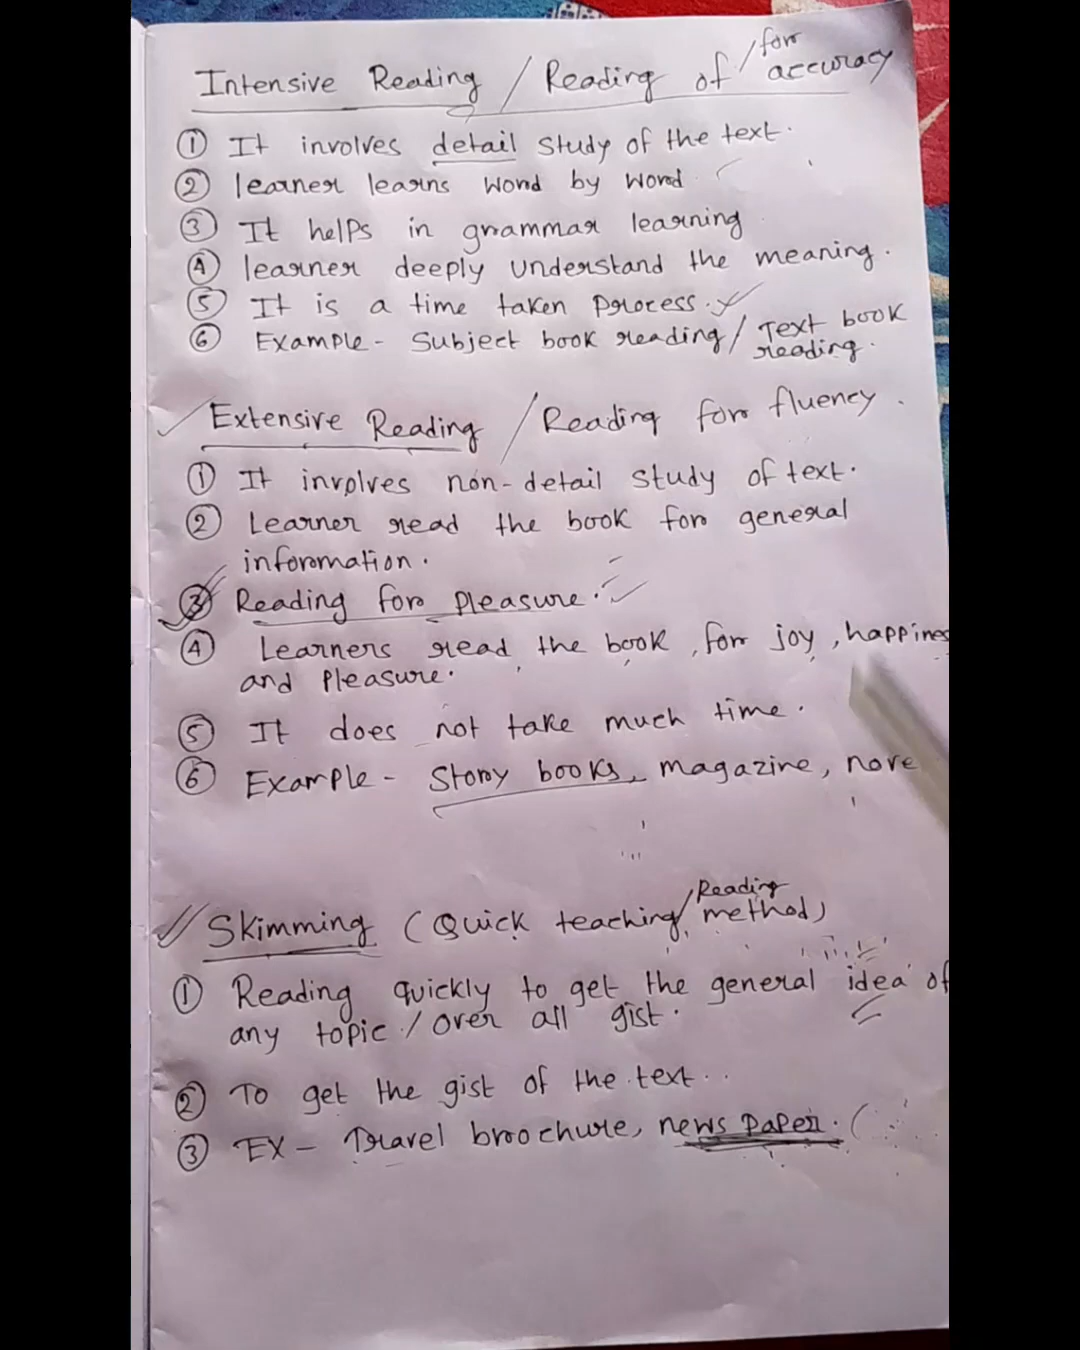 Intensive Reading / Reading of / for accuracy
① It involves detail study of the text.
② learner learns word by word
③ It helps in grammar learning
④ learner deeply understand the meaning.
⑤ It is a time taken process.
⑥ Example - Subject book reading / Text book
reading.
Extensive Reading / Reading for fluency.
① It involves non-detail study of text.
② Learner read the book for general
information.
③ Reading for pleasure.
④ Learners read the book, for joy, happines
and pleasure.
⑤ It does not take much time.
⑥ Example - Story books, magazine, nove
Skimming (Quick teaching / Reading method)
① Reading quickly to get the general idea of
any topic / over all gist.
② To get the gist of the text..
③ EX - Travel brochure, news paper.